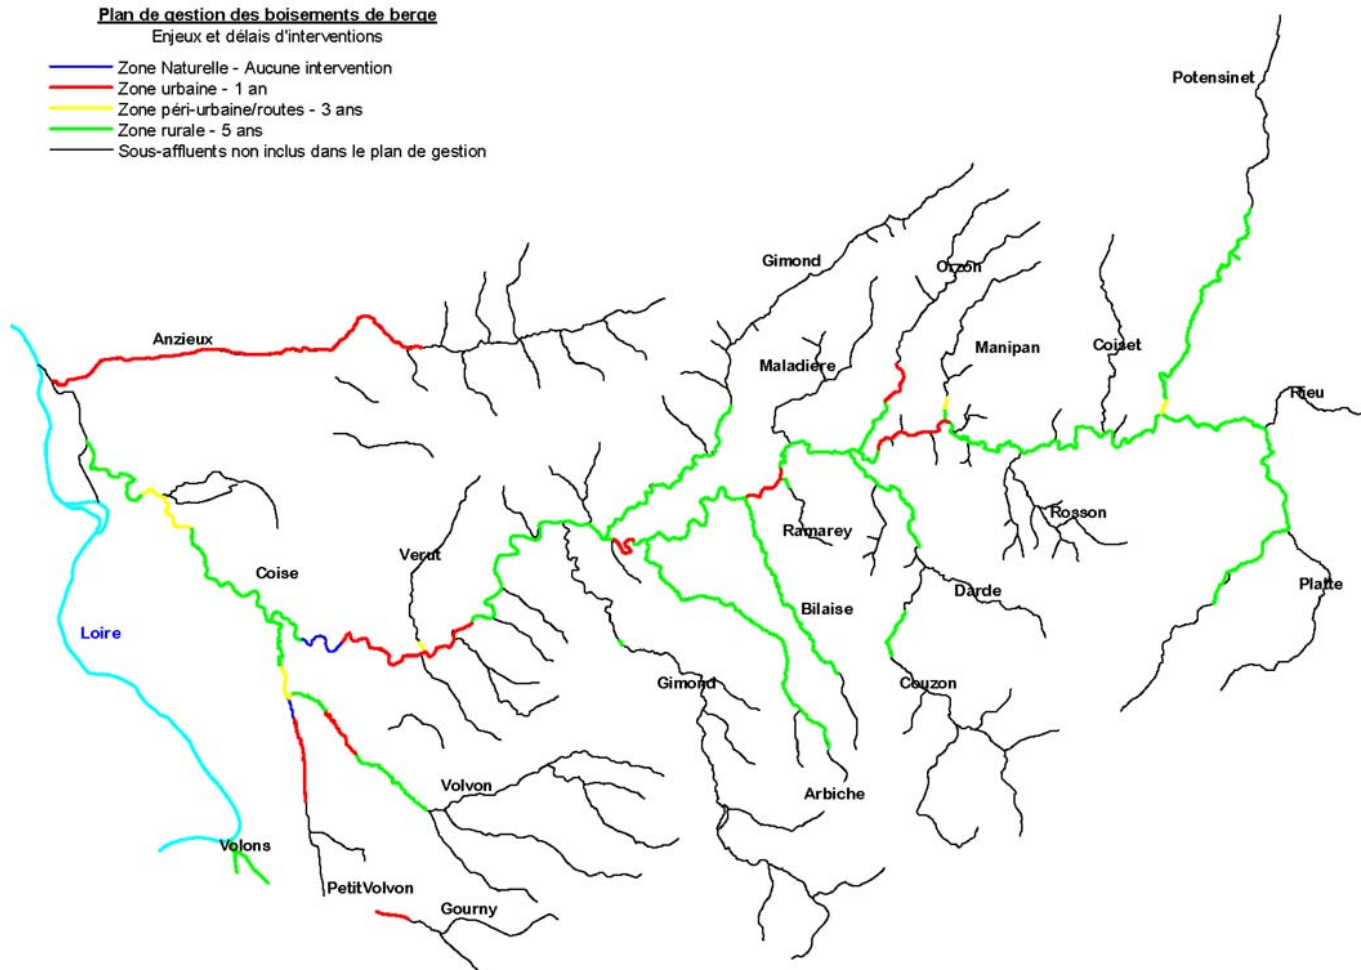 Plan de gestion des boisements de berge
Enjeux et délais d'interventions
Zone Naturelle - Aucune intervention
Zone urbaine - 1 an
Zone péri-urbaine/routes - 3 ans
Zone rurale - 5 ans
Sous-affluents non inclus dans le plan de gestion
Potensinet
Gimond
Orzon
Anzieux
Maladière
Manipan
Coiset
Rieu
Rosson
Ramarey
Verut
Coise
Darde
Platte
Bilaise
Loire
Gimond
Couzon
Volvon
Arbiche
Volons
PetitVolvon
Gourny